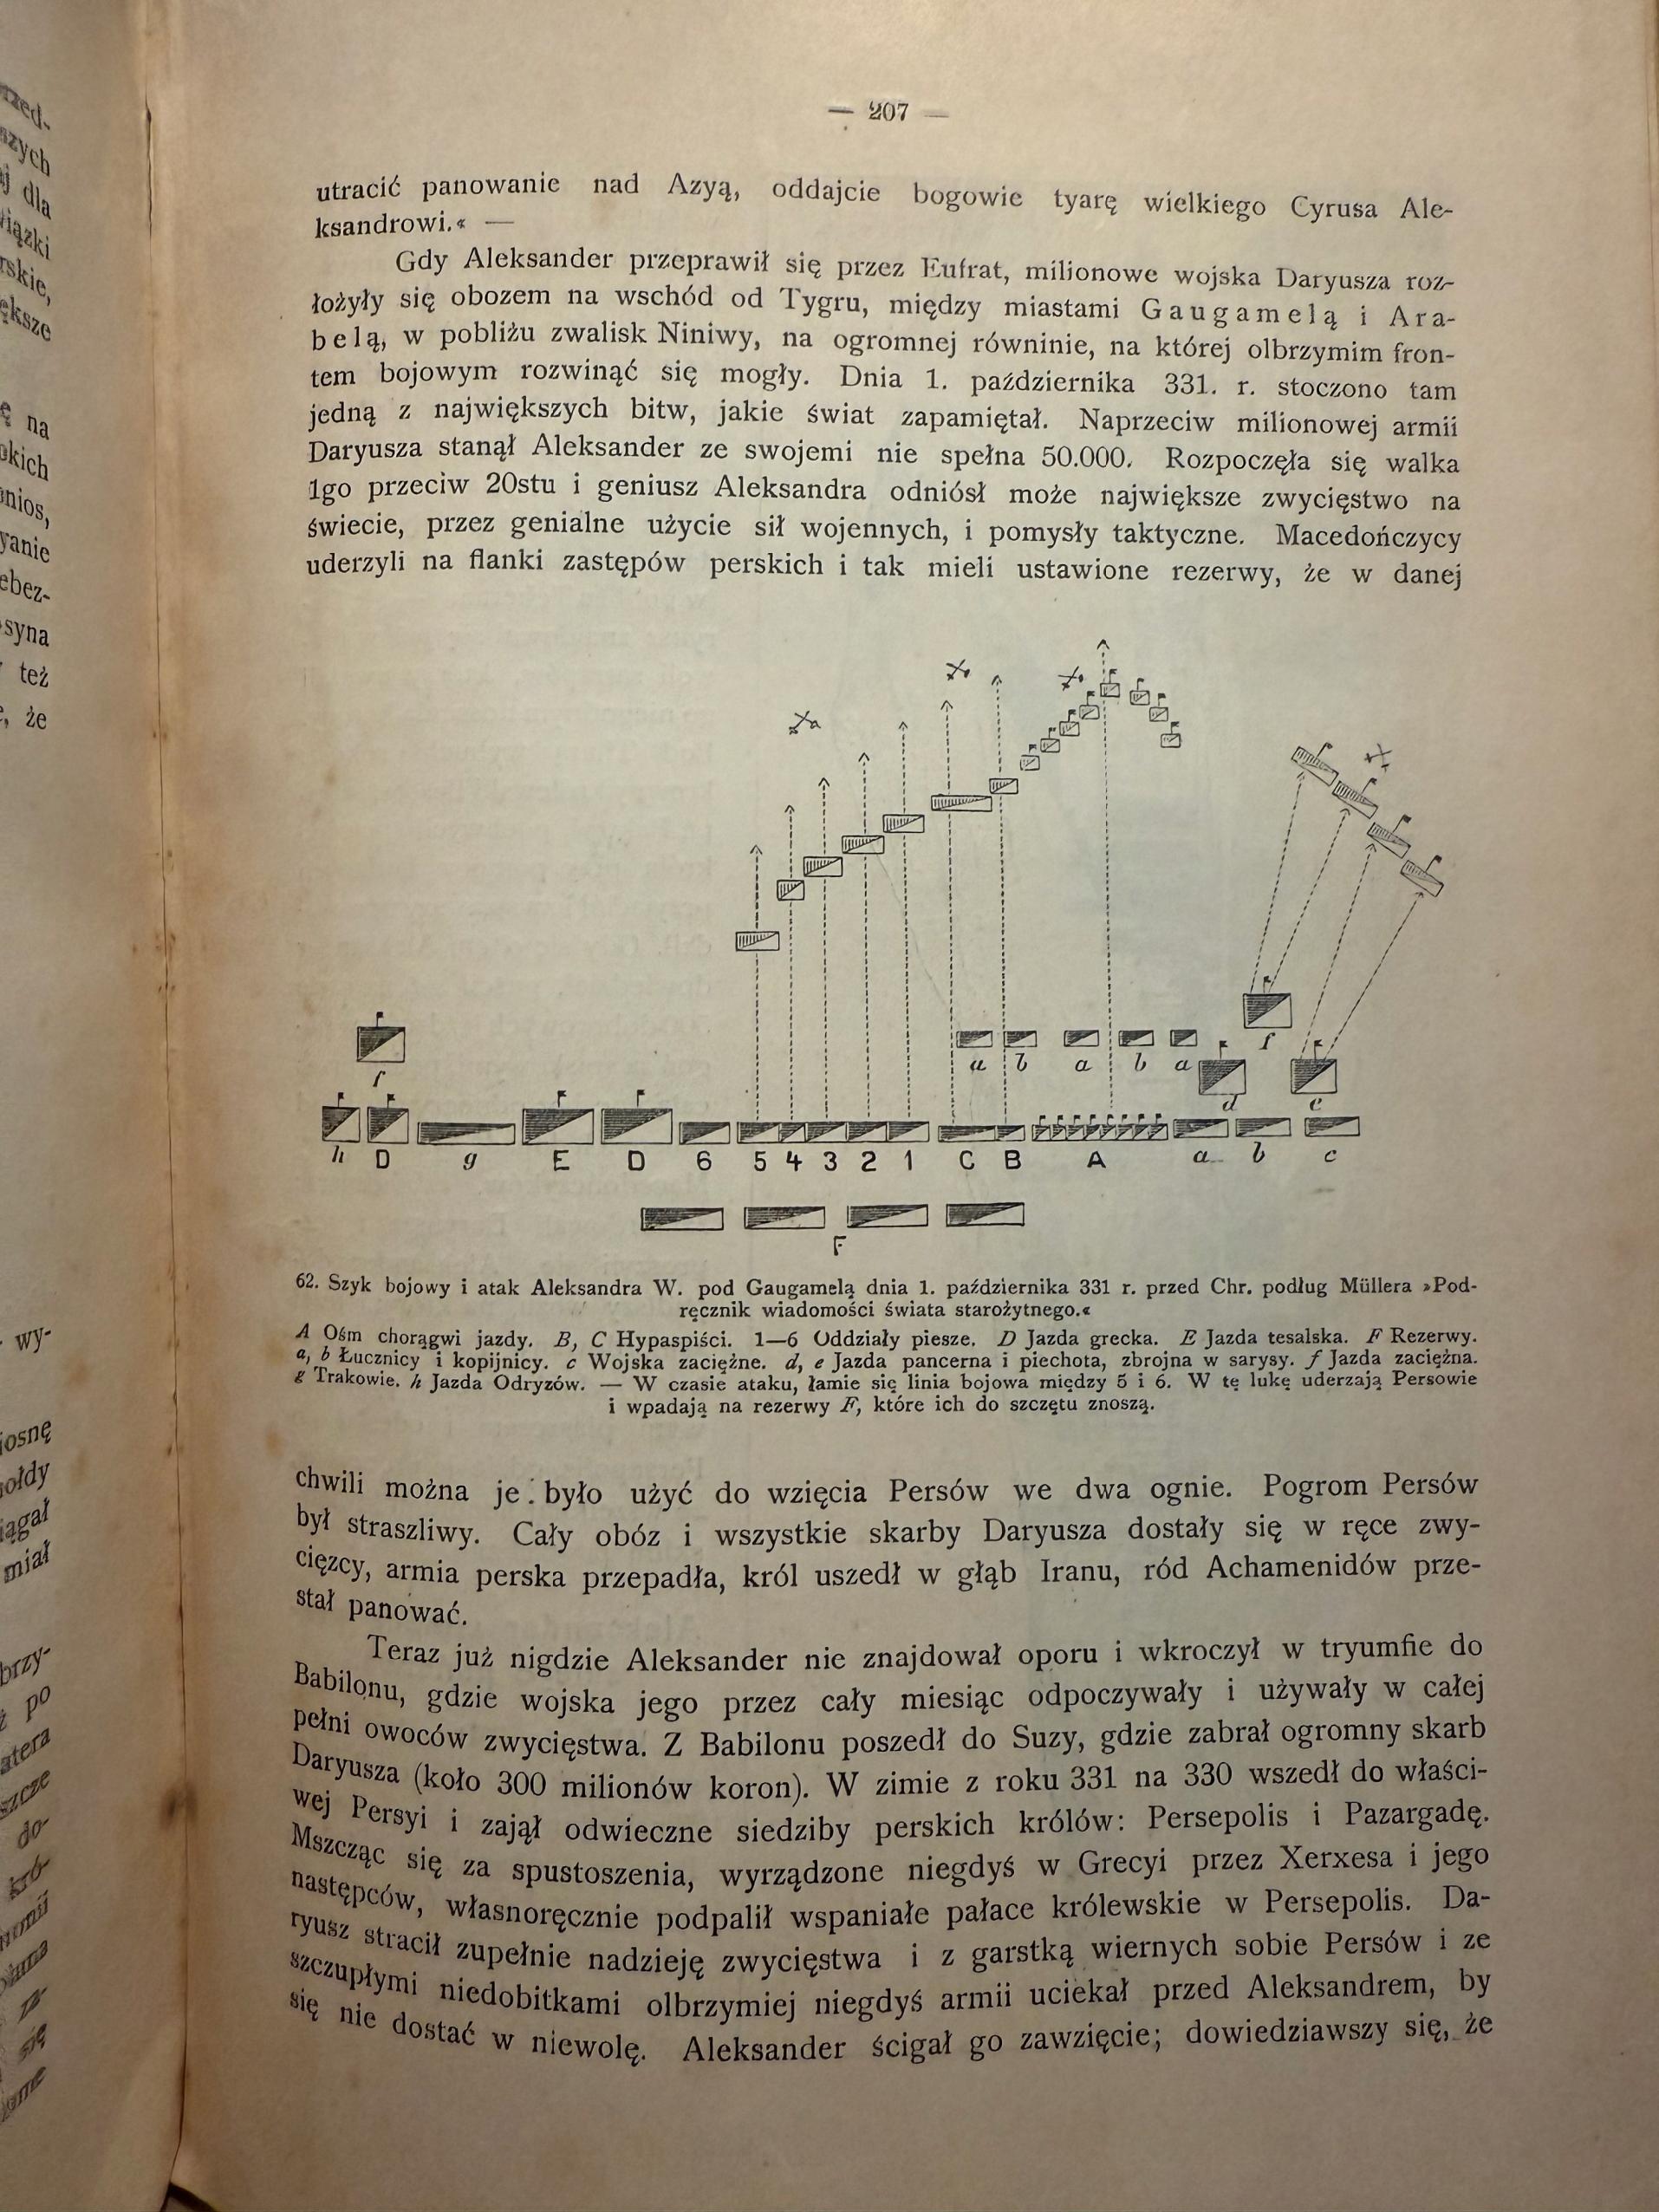 — 207 —
utracić panowanie nad Azyą, oddajcie bogowie tyarę wielkiego Cyrusa Ale-
ksandrowi.« —
Gdy Aleksander przeprawił się przez Eufrat, milionowe wojska Daryusza roz-
łożyły się obozem na wschód od Tygru, między miastami Gaugamelą i Ara-
belą, w pobliżu zwalisk Niniwy, na ogromnej równinie, na której olbrzymim fron-
tem bojowym rozwinąć się mogły. Dnia 1. października 331. r. stoczono tam
jedną z największych bitw, jakie świat zapamiętał. Naprzeciw milionowej armii
Daryusza stanął Aleksander ze swojemi nie spełna 50.000. Rozpoczęła się walka
1go przeciw 20stu i geniusz Aleksandra odniósł może największe zwycięstwo na
świecie, przez genialne użycie sił wojennych, i pomysły taktyczne. Macedończycy
uderzyli na flanki zastępów perskich i tak mieli ustawione rezerwy, że w danej
f
a b a b a
d
e
f
h D g E D 6 5 4 3 2 1 C B A a b c
F
62. Szyk bojowy i atak Aleksandra W. pod Gaugamelą dnia 1. października 331 r. przed Chr. podług Müllera »Pod-
ręcznik wiadomości świata starożytnego.«
A Ośm chorągwi jazdy. B, C Hypaspiści. 1—6 Oddziały piesze. D Jazda grecka. E Jazda tesalska. F Rezerwy.
a, b Łucznicy i kopijnicy. c Wojska zaciężne. d, e Jazda pancerna i piechota, zbrojna w sarysy. f Jazda zaciężna.
g Trakowie. h Jazda Odryzów. — W czasie ataku, łamie się linia bojowa między 5 i 6. W tę lukę uderzają Persowie
i wpadają na rezerwy F, które ich do szczętu znoszą.
chwili można je było użyć do wzięcia Persów we dwa ognie. Pogrom Persów
był straszliwy. Cały obóz i wszystkie skarby Daryusza dostały się w ręce zwy-
cięzcy, armia perska przepadła, król uszedł w głąb Iranu, ród Achamenidów prze-
stał panować.
Teraz już nigdzie Aleksander nie znajdował oporu i wkroczył w tryumfie do
Babilonu, gdzie wojska jego przez cały miesiąc odpoczywały i używały w całej
pełni owoców zwycięstwa. Z Babilonu poszedł do Suzy, gdzie zabrał ogromny skarb
Daryusza (koło 300 milionów koron). W zimie z roku 331 na 330 wszedł do właści-
wej Persyi i zajął odwieczne siedziby perskich królów: Persepolis i Pazargadę.
Mszcząc się za spustoszenia, wyrządzone niegdyś w Grecyi przez Xerxesa i jego
następców, własnoręcznie podpalił wspaniałe pałace królewskie w Persepolis. Da-
ryusz stracił zupełnie nadzieję zwycięstwa i z garstką wiernych sobie Persów i ze
szczupłymi niedobitkami olbrzymiej niegdyś armii uciekał przed Aleksandrem, by
się nie dostać w niewolę. Aleksander ścigał go zawzięcie; dowiedziawszy się, że